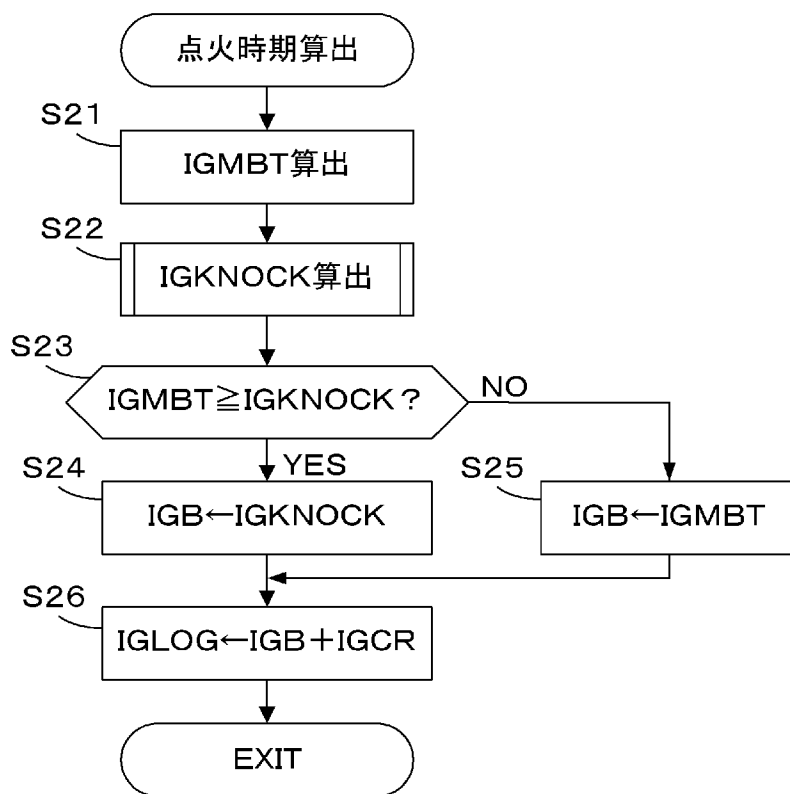 点火時期算出
S21
IGMBT算出
S22
IGKNOCK算出
S23
IGMBT≧IGKNOCK？
NO
YES
S24
IGB←IGKNOCK
S25
IGB←IGMBT
S26
IGLOG←IGB＋IGCR
EXIT